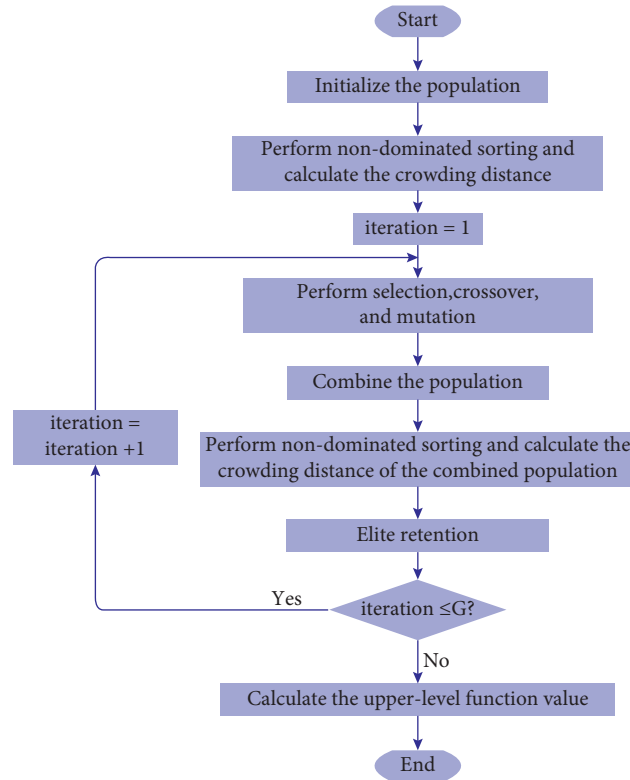 Start
Initialize the population
Perform non-dominated sorting and
calculate the crowding distance
iteration = 1
Perform selection,crossover,
and mutation
Combine the population
iteration =
iteration +1
Perform non-dominated sorting and calculate the
crowding distance of the combined population
Elite retention
Yes
iteration ≤G?
No
Calculate the upper-level function value
End